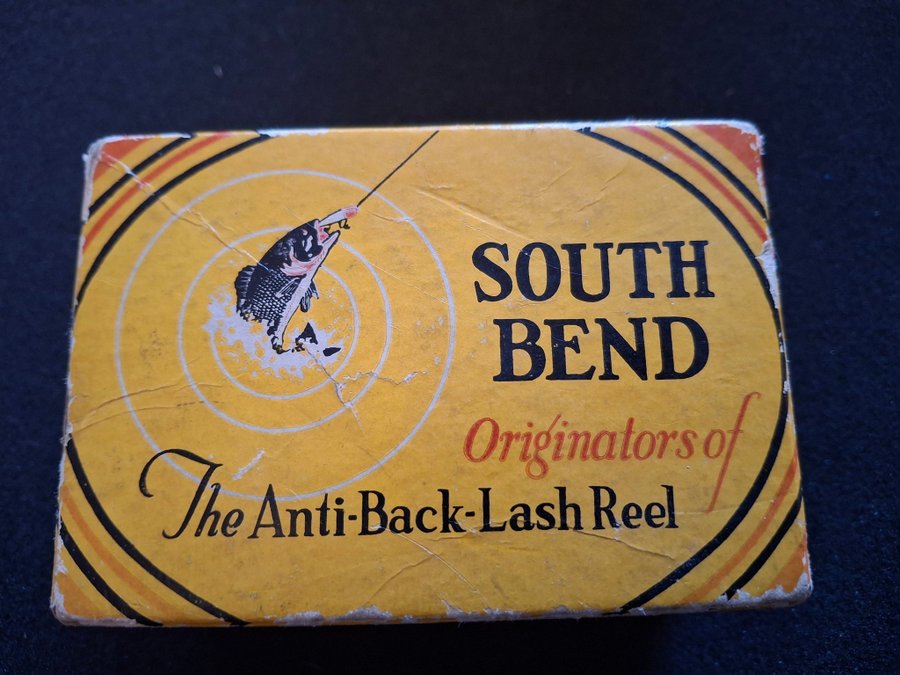 SOUTH
BEND
Originators of
The Anti-Back-Lash Reel